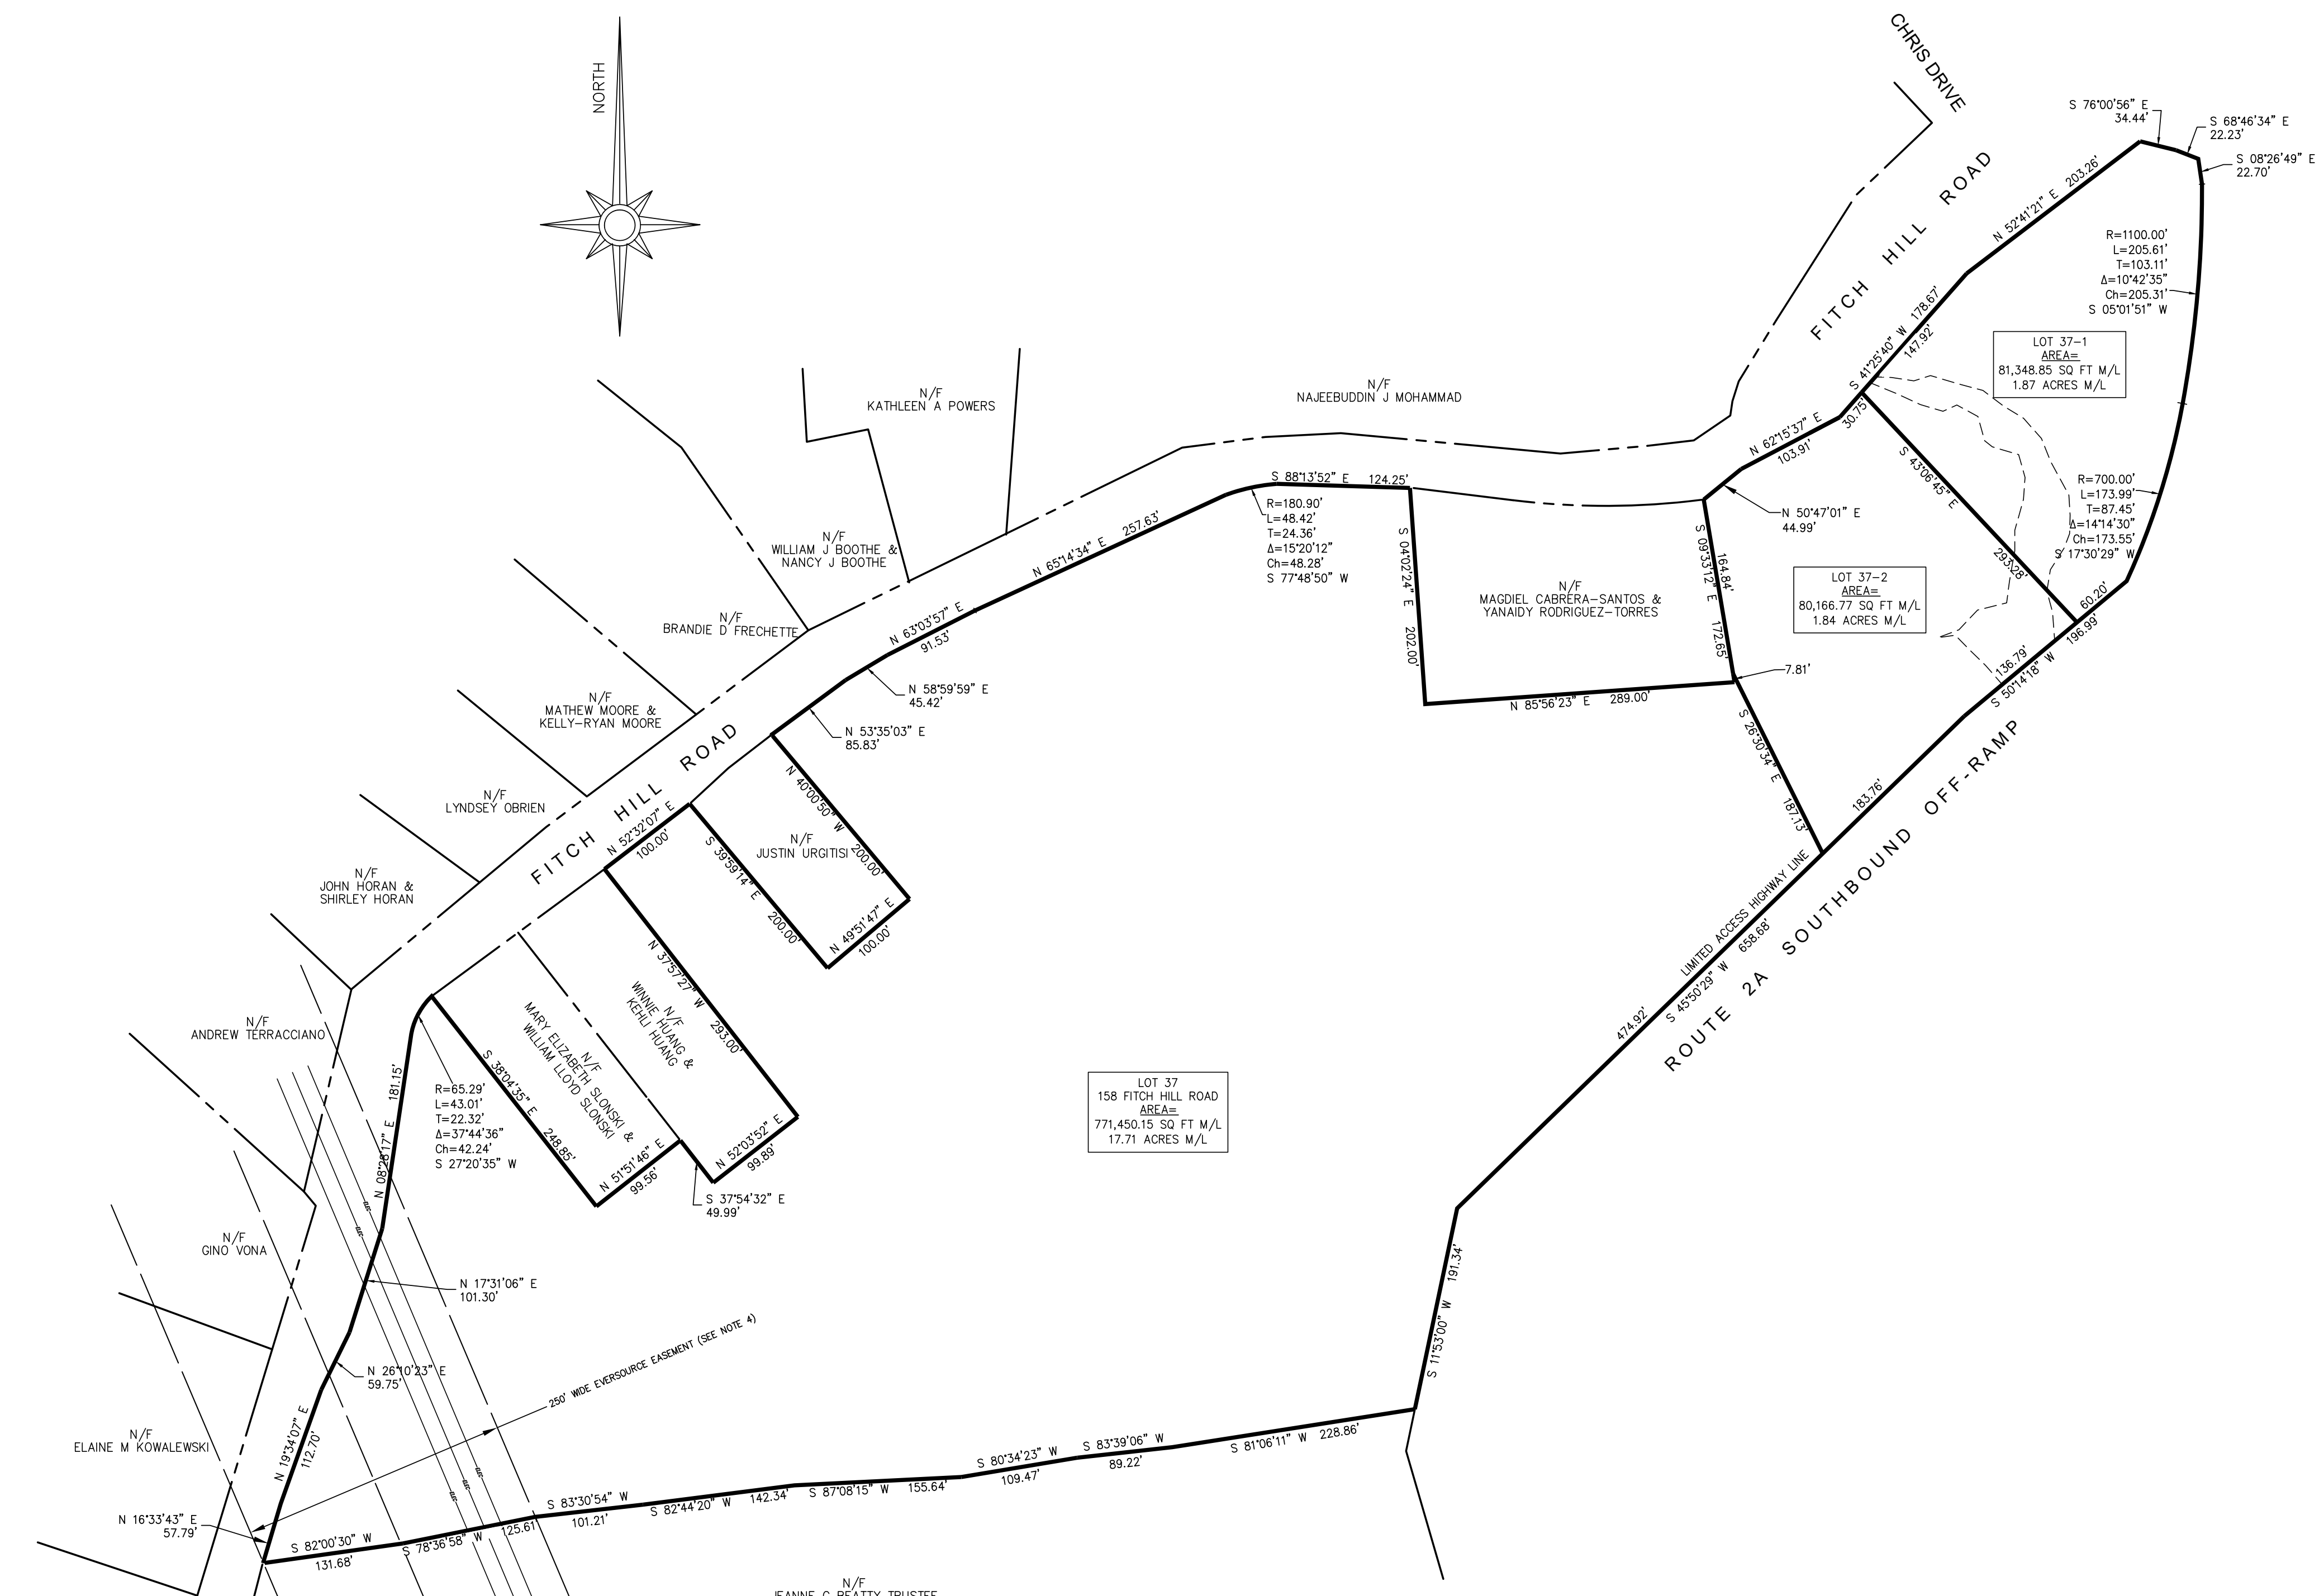 NORTH
CHRIS DRIVE
FITCH HILL ROAD
S 76°00'56" E
34.44'
S 68°46'34" E
22.23'
S 08°26'49" E
22.70'
N 52°41'21" E 203.26'
R=1100.00'
L=205.61'
T=103.11'
Δ=10°42'35"
Ch=205.31'
S 05°01'51" W
S 41°25'40" W 178.67'
147.92'
30.75'
LOT 37-1
AREA=
81,348.85 SQ FT M/L
1.87 ACRES M/L
N/F
KATHLEEN A POWERS
N/F
NAJEEBUDDIN J MOHAMMAD
N 62°15'37" E
103.91'
S 43°06'45" E
293.28'
R=700.00'
L=173.99'
T=87.45'
Δ=14°14'30"
Ch=173.55'
S 17°30'29" W
S 88°13'52" E 124.25'
R=180.90'
L=48.42'
T=24.36'
Δ=15°20'12"
Ch=48.28'
S 77°48'50" W
N 50°47'01" E
44.99'
N 65°14'34" E 257.63'
N/F
WILLIAM J BOOTHE &
NANCY J BOOTHE
S 04°02'24" E 202.00'
S 09°33'12" E 172.65'
164.84'
N/F
MAGDIEL CABRERA-SANTOS &
YANAIDY RODRIGUEZ-TORRES
LOT 37-2
AREA=
80,166.77 SQ FT M/L
1.84 ACRES M/L
60.20'
196.99'
136.79'
S 50°14'18" W
N/F
BRANDIE D FRECHETTE
N 63°03'57" E
91.53'
7.81'
N 85°56'23" E 289.00'
N 58°59'59" E
45.42'
N/F
MATHEW MOORE &
KELLY-RYAN MOORE
N 53°35'03" E
85.83'
S 26°30'34" E 187.13'
183.76'
ROUTE 2A SOUTHBOUND OFF-RAMP
FITCH HILL ROAD
N/F
LYNDSEY OBRIEN
N 40°00'50" W 200.00'
N 52°32'07" E
100.00'
N/F
JUSTIN URGITISI
S 39°59'14" E 200.00'
N 49°51'47" E
100.00'
N/F
JOHN HORAN &
SHIRLEY HORAN
LIMITED ACCESS HIGHWAY LINE
S 45°50'29" W 658.68'
474.92'
N 37°57'27" W 293.00'
N/F
WINNIE HUANG &
KEHLI HUANG
N/F
MARY ELIZABETH SLONSKI &
WILLIAM LLOYD SLONSKI
N/F
ANDREW TERRACCIANO
N 08°28'17" E 181.15'
R=65.29'
L=43.01'
T=22.32'
Δ=37°44'36"
Ch=42.24'
S 27°20'35" W
S 38°04'35" E 248.85'
N 51°51'46" E
99.56'
N 52°03'52" E
99.89'
S 37°54'32" E
49.99'
LOT 37
158 FITCH HILL ROAD
AREA=
771,450.15 SQ FT M/L
17.71 ACRES M/L
N/F
GINO VONA
N 17°31'06" E
101.30'
S 11°53'00" W 191.34'
250' WIDE EVERSOURCE EASEMENT (SEE NOTE 4)
N 26°10'23" E
59.75'
N 19°34'07" E
112.70'
N/F
ELAINE M KOWALEWSKI
N 16°33'43" E
57.79'
S 82°00'30" W
131.68'
S 78°36'58" W 125.61'
S 83°30'54" W
101.21'
S 82°44'20" W 142.34'
S 87°08'15" W 155.64'
S 80°34'23" W
109.47'
S 83°39'06" W
89.22'
S 81°06'11" W 228.86'
N/F
JEANNE G BEATTY TRUSTEE